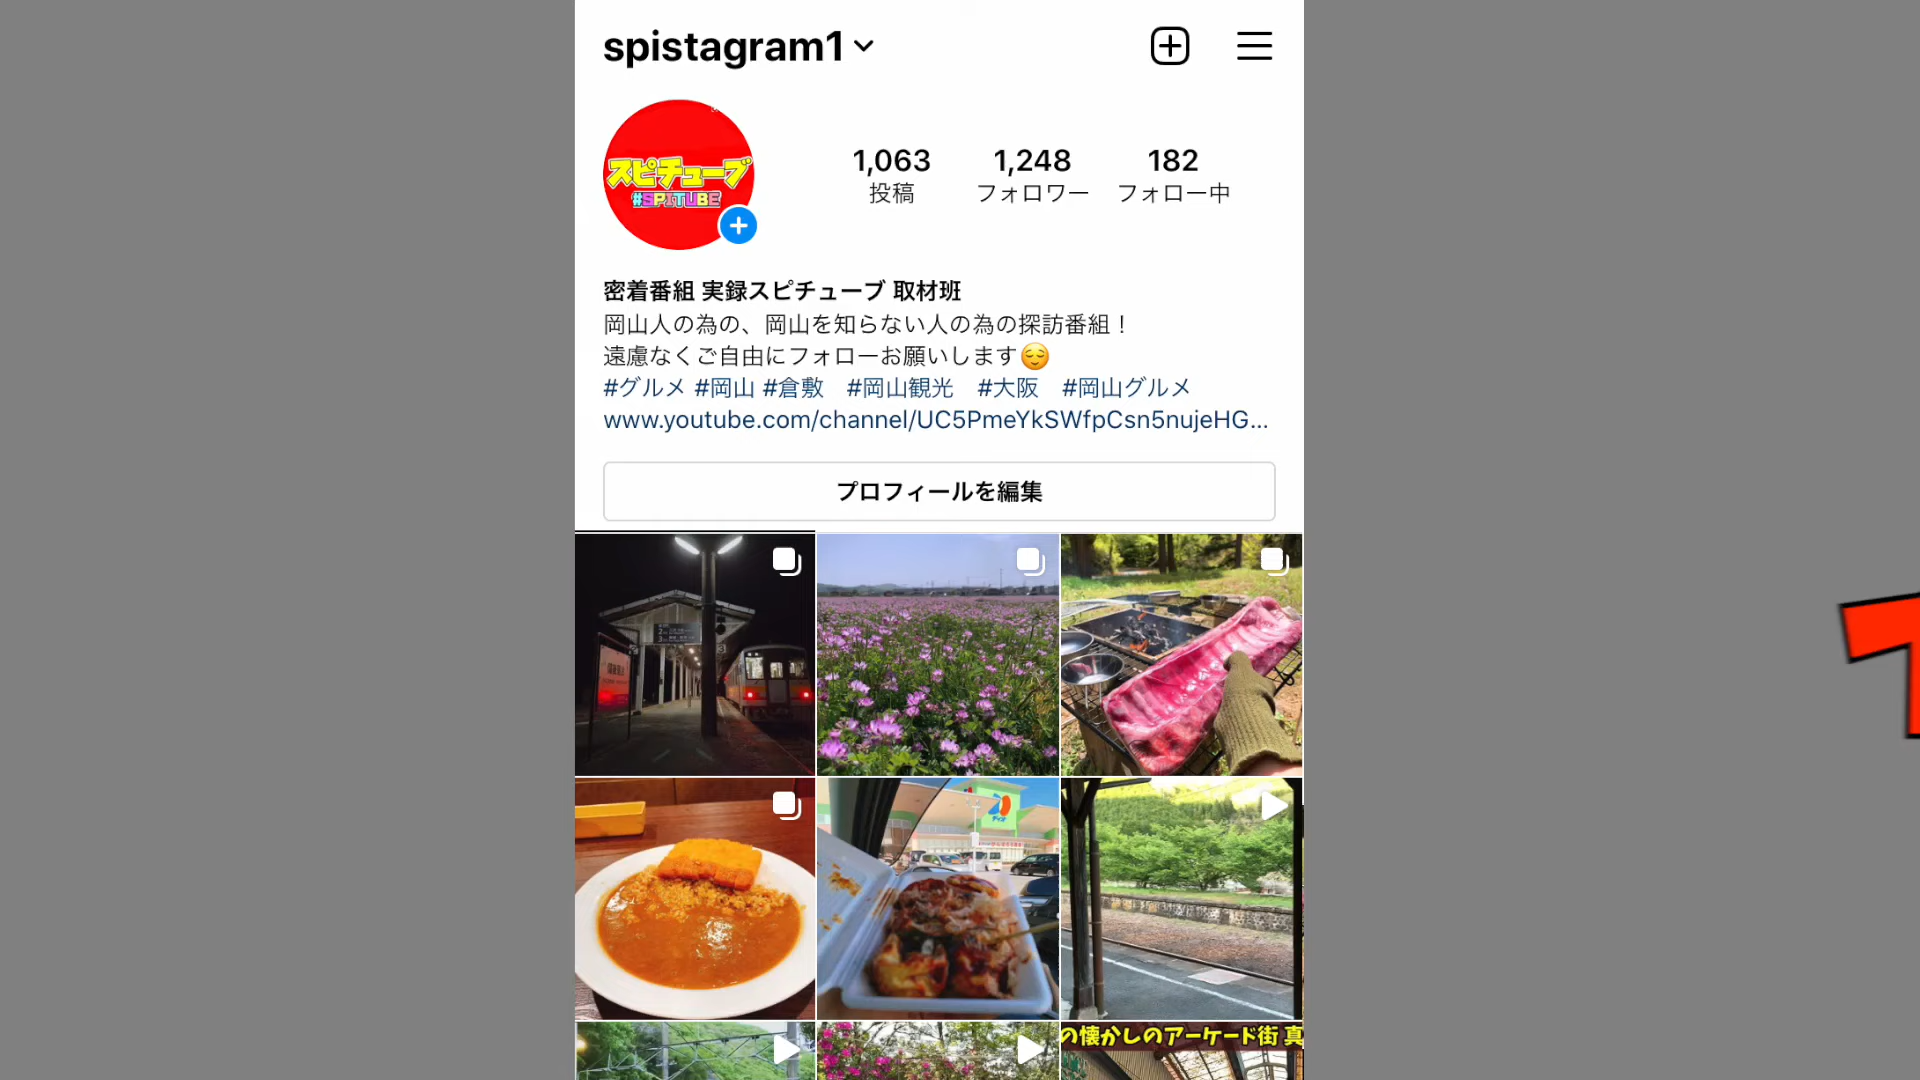 spistagram1
スピチューブ
#SPITUBE
1,063
投稿
1,248
フォロワー
182
フォロー中
密着番組 実録スピチューブ 取材班
岡山人の為の、岡山を知らない人の為の探訪番組！
遠慮なくご自由にフォローお願いします😌
#グルメ #岡山 #倉敷　#岡山観光　#大阪　#岡山グルメ
www.youtube.com/channel/UC5PmeYkSWfpCsn5nujeHG...
プロフィールを編集
の懐かしのアーケード街 真